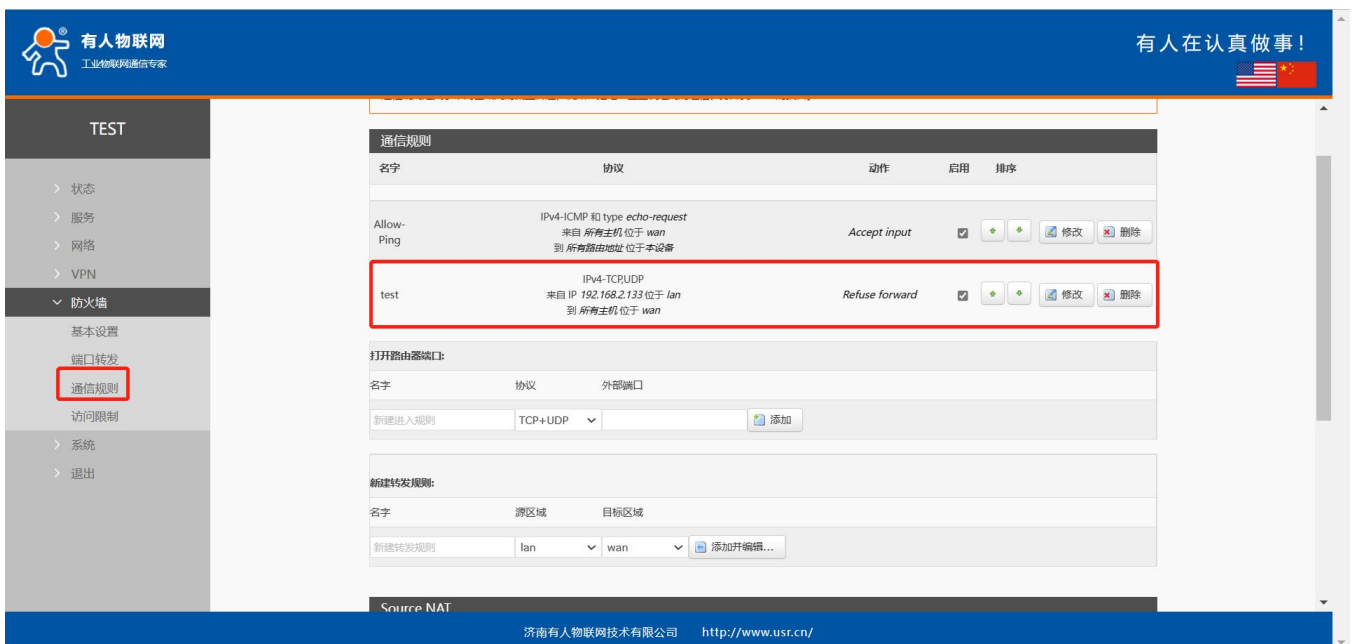 有人物联网
工业物联网通信专家
有人在认真做事!
TEST
状态
服务
网络
VPN
防火墙
基本设置
端口转发
通信规则
访问限制
系统
退出
通信规则
名字 协议 动作 启用 排序
Allow-Ping
IPv4-ICMP 和 type echo-request
来自 所有主机 位于 wan
到 所有路由地址 位于 本设备
Accept input 修改 删除
test
IPv4-TCP,UDP
来自 IP 192.168.2.133 位于 lan
到 所有主机 位于 wan
Refuse forward 修改 删除
打开路由器端口:
名字 协议 外部端口
新建进入规则 TCP+UDP 添加
新建转发规则:
名字 源区域 目标区域
新建转发规则 lan wan 添加并编辑...
Source NAT
济南有人物联网技术有限公司 http://www.usr.cn/